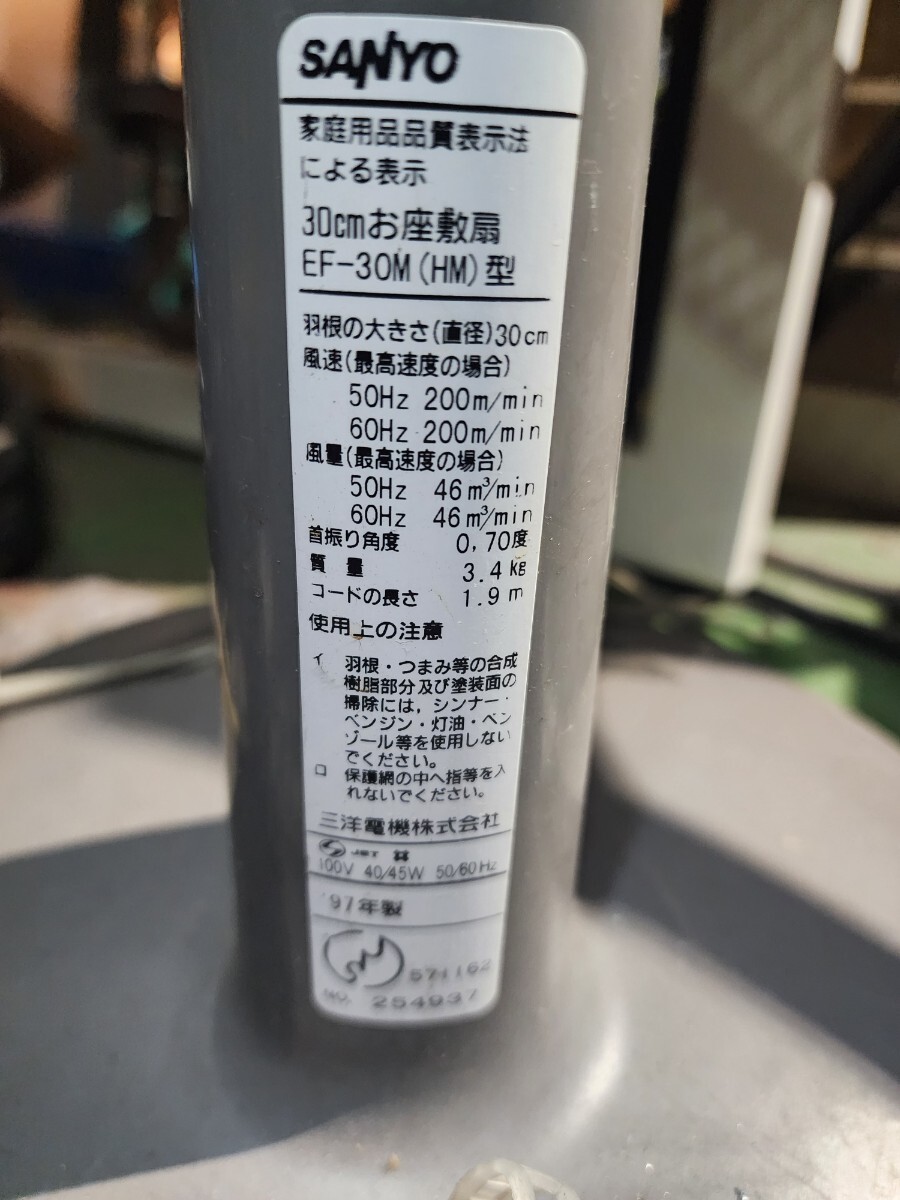 SANYO
家庭用品品質表示法
による表示
30cmお座敷扇
EF-30M(HM)型
羽根の大きさ(直径)30cm
風速(最高速度の場合)
50Hz 200m/min
60Hz 200m/min
風量(最高速度の場合)
50Hz 46m³/min
60Hz 46m³/min
首振り角度 0,70度
質量 3.4kg
コードの長さ 1.9m
使用上の注意
イ 羽根・つまみ等の合成
樹脂部分及び塗装面の
掃除には,シンナー・
ベンジン・灯油・ベン
ゾール等を使用しない
でください。
ロ 保護網の中へ指等を入
れないでください。
三洋電機株式会社
JET
100V 40/45W 50/60Hz
'97年製
571162
NO. 254937